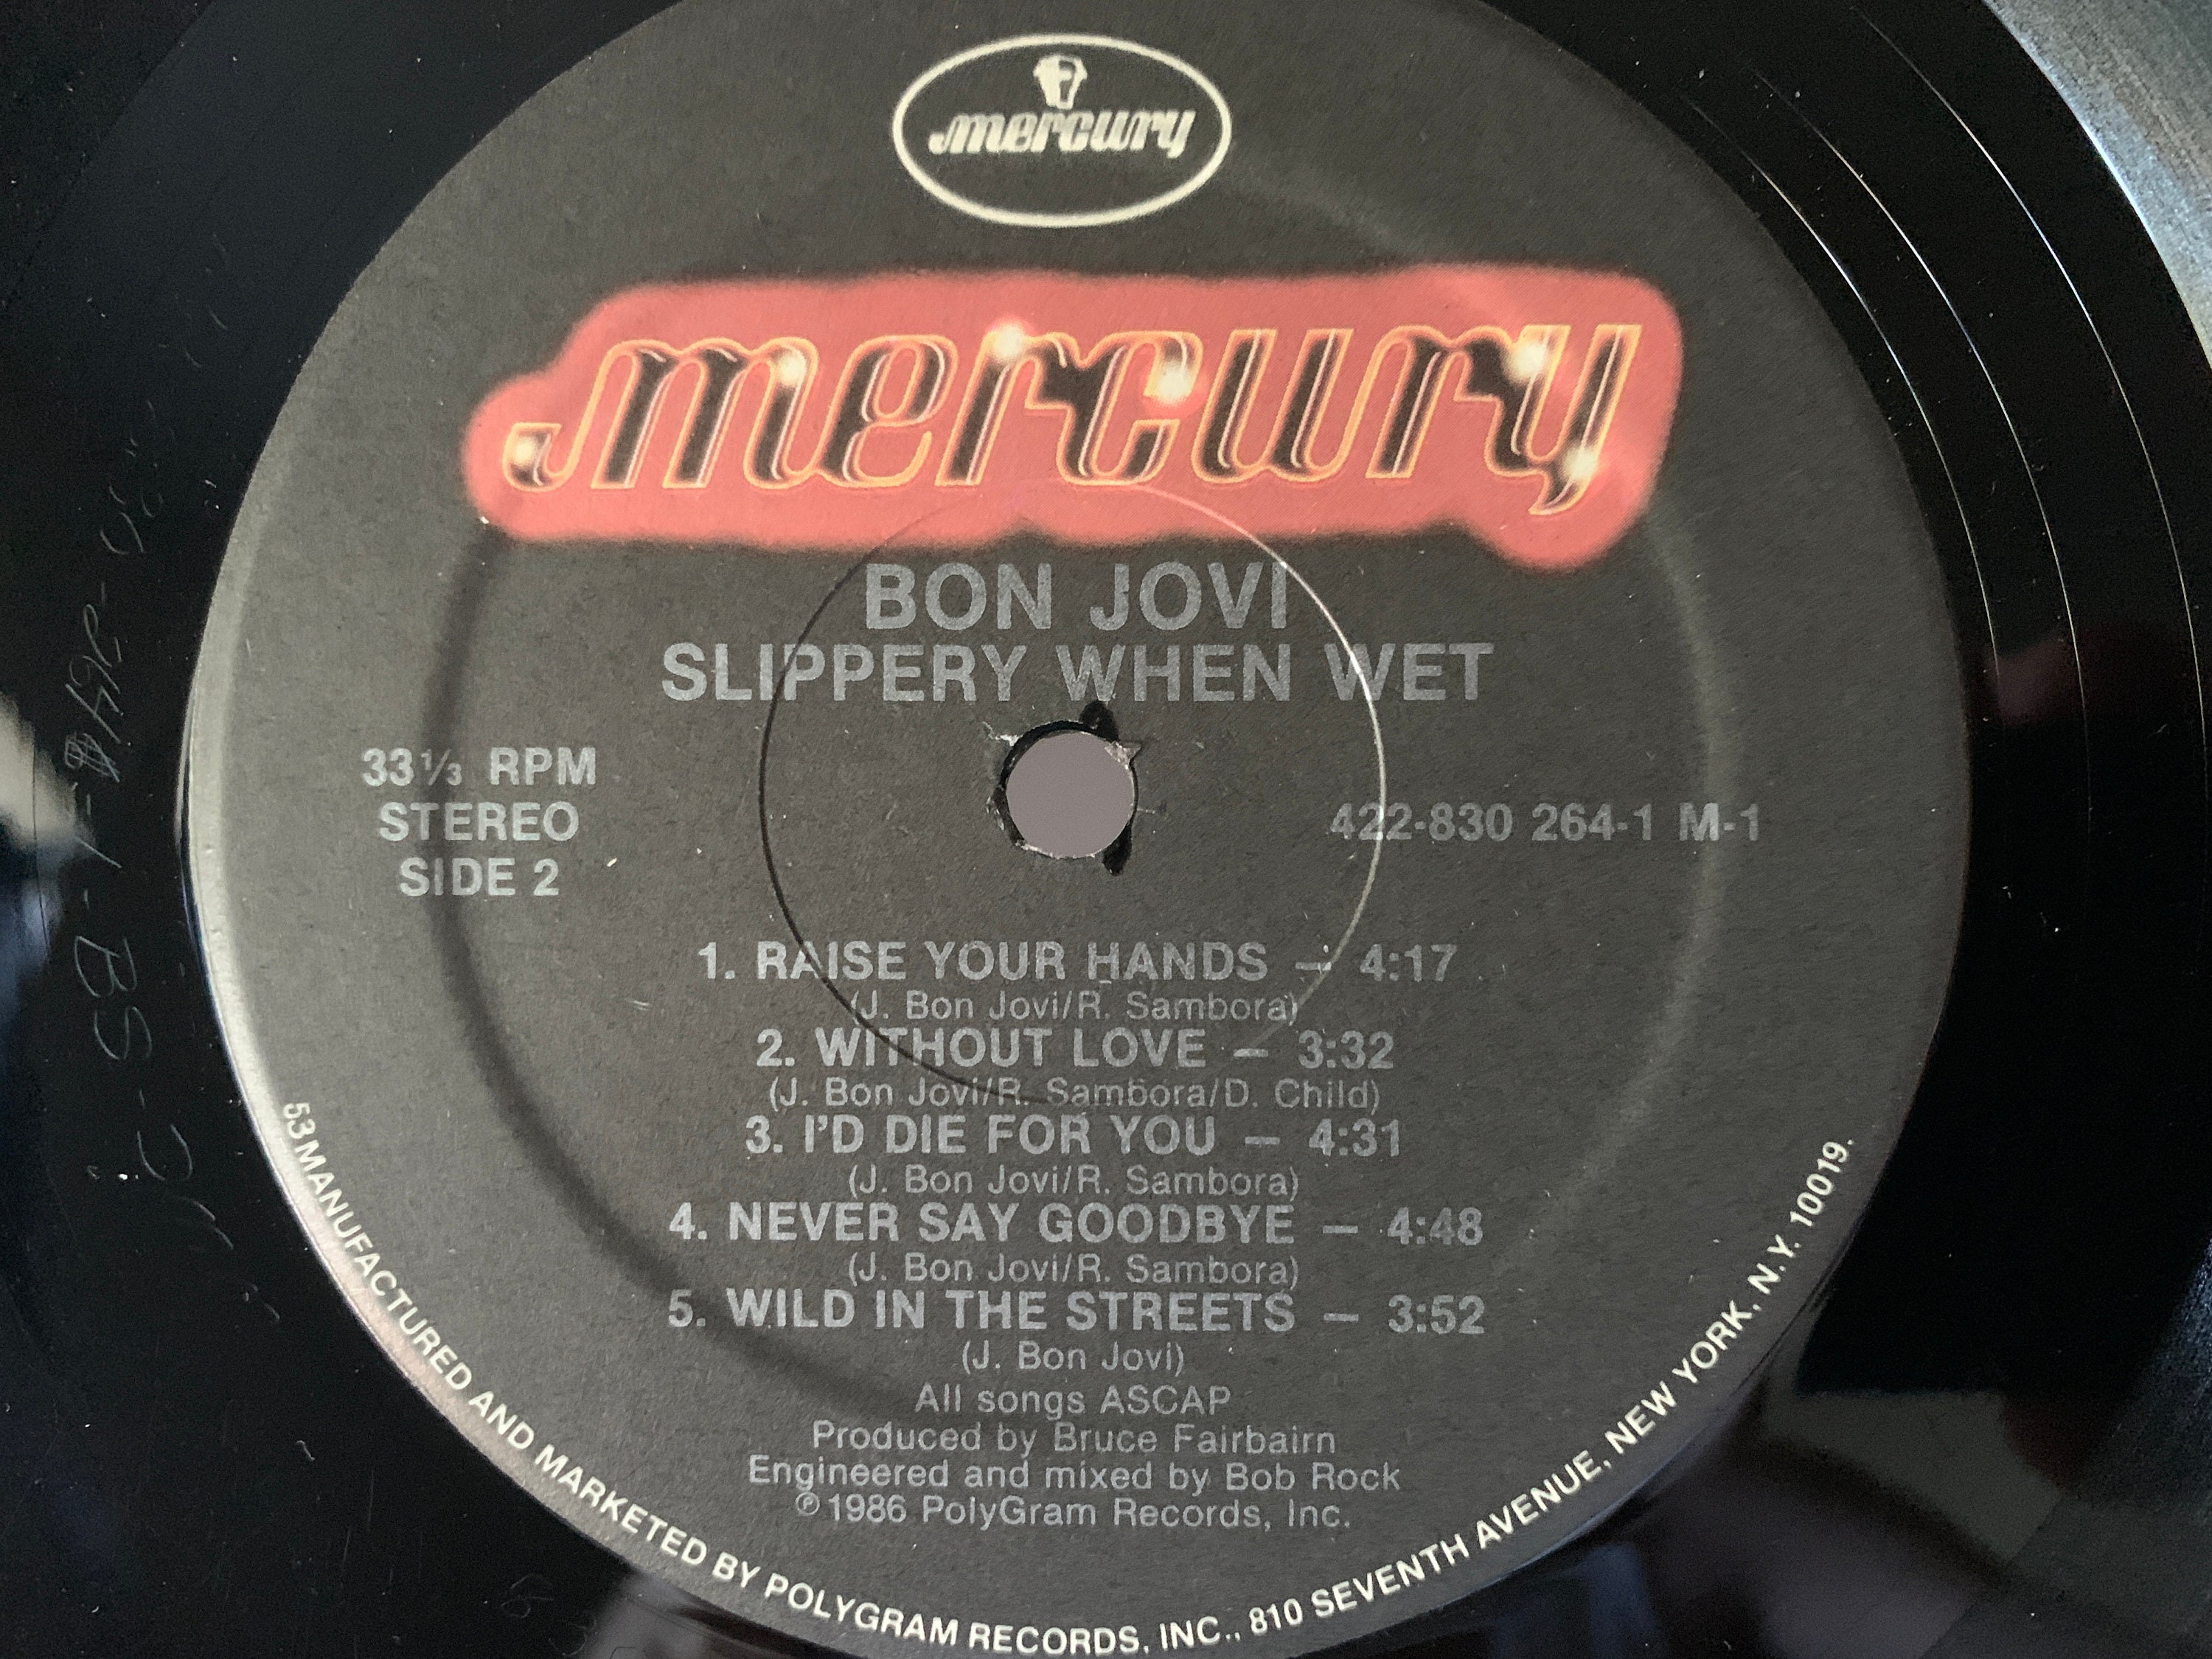 mercury
mercury
BON JOVI
SLIPPERY WHEN WET
33⅓ RPM
STEREO
SIDE 2
422-830 264-1 M-1
1. RAISE YOUR HANDS — 4:17
(J. Bon Jovi/R. Sambora)
2. WITHOUT LOVE — 3:32
(J. Bon Jovi/R. Sambora/D. Child)
3. I'D DIE FOR YOU — 4:31
(J. Bon Jovi/R. Sambora)
4. NEVER SAY GOODBYE — 4:48
(J. Bon Jovi/R. Sambora)
5. WILD IN THE STREETS — 3:52
(J. Bon Jovi)
All songs ASCAP
Produced by Bruce Fairbairn
Engineered and mixed by Bob Rock
℗ 1986 PolyGram Records, Inc.
53 MANUFACTURED AND MARKETED BY POLYGRAM RECORDS, INC., 810 SEVENTH AVENUE, NEW YORK, N.Y. 10019.